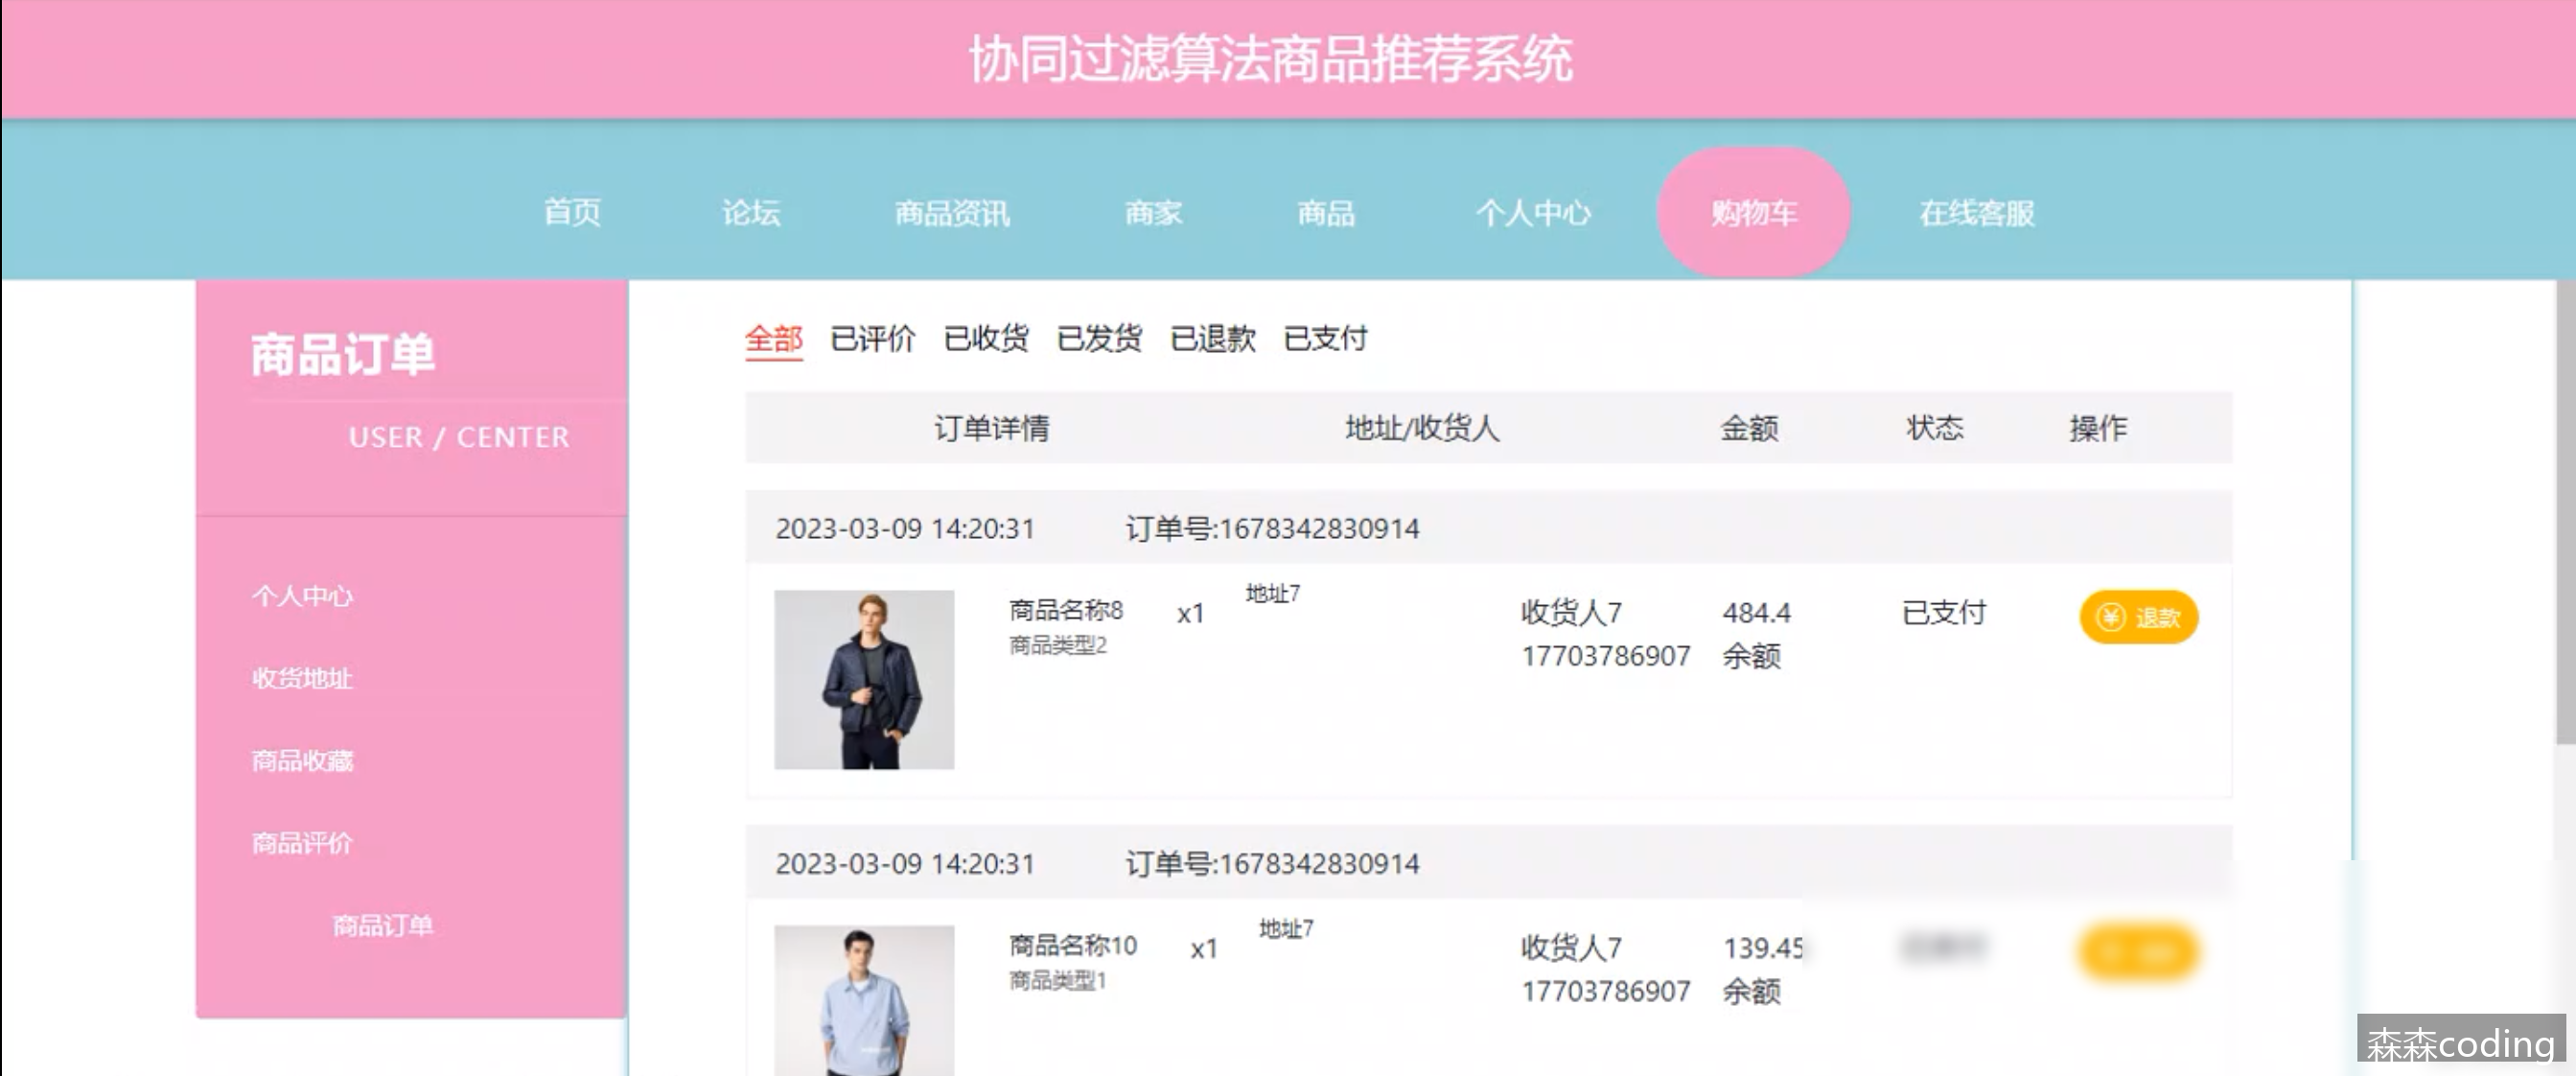 协同过滤算法商品推荐系统
首页 论坛 商品资讯 商家 商品 个人中心 购物车 在线客服
商品订单
USER / CENTER
个人中心
收货地址
商品收藏
商品评价
商品订单
全部 已评价 已收货 已发货 已退款 已支付
订单详情 地址/收货人 金额 状态 操作
2023-03-09 14:20:31 订单号:1678342830914
商品名称8 x1 地址7 收货人7 484.4 已支付 退款
商品类型2 17703786907 余额
2023-03-09 14:20:31 订单号:1678342830914
商品名称10 x1 地址7 收货人7 139.45
商品类型1 17703786907 余额
森森coding